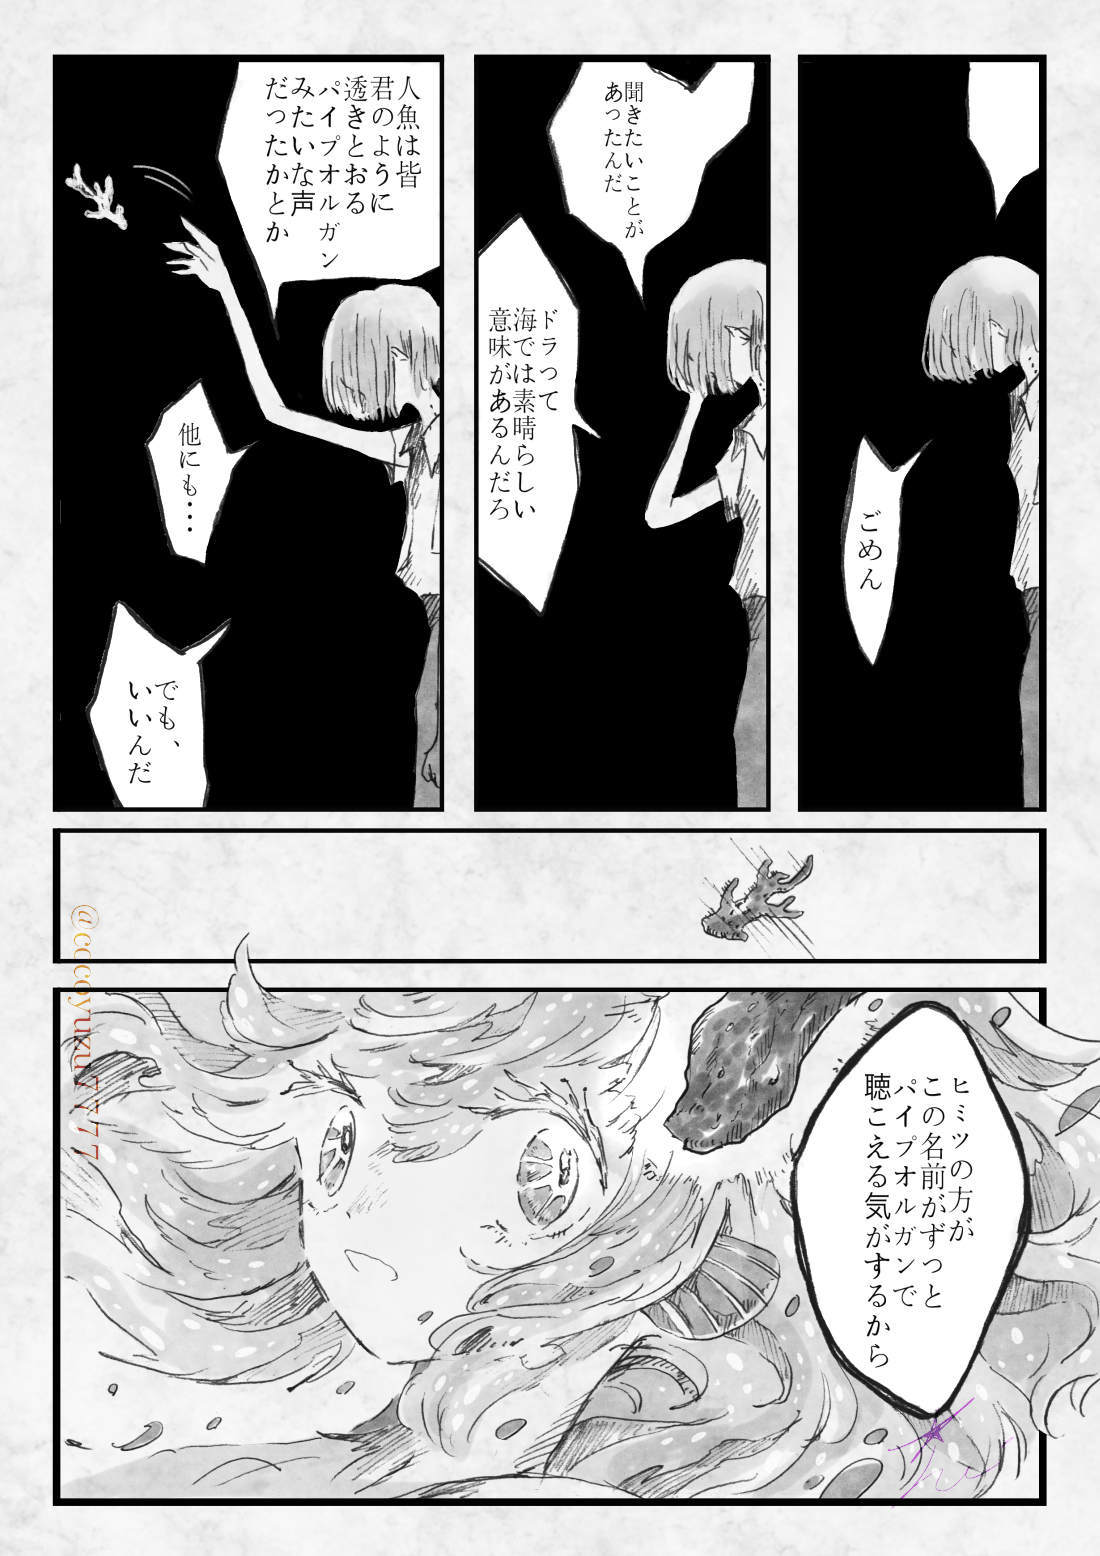 ごめん
聞きたいことが
あったんだ
ドラって
海では素晴らしい
意味があるんだろ
人魚は皆
君のように
透きとおる
パイプオルガン
みたいな声
だったかとか
他にも・・・
でも、
いいんだ
ヒミツの方が
この名前がずっと
パイプオルガンで
聴こえる気がするから
@cccoyuzu7777